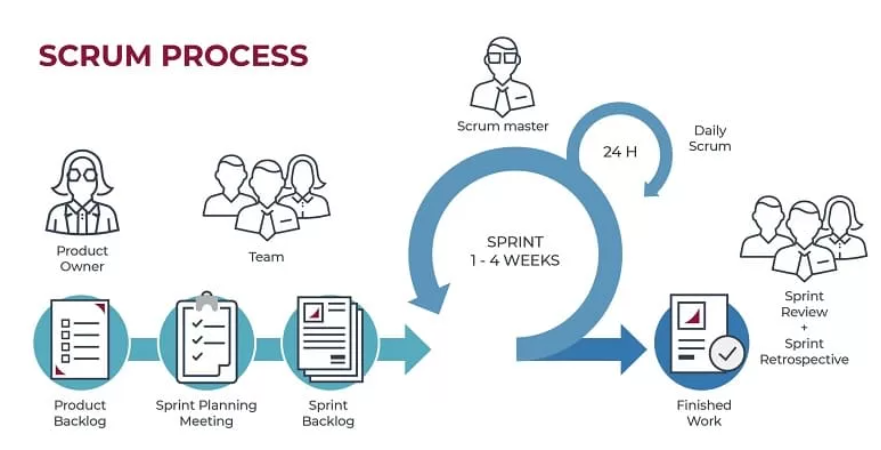 SCRUM PROCESS
Scrum master
24 H
Daily
Scrum
Product
Owner
Team
SPRINT
1 - 4 WEEKS
Sprint
Review
+
Sprint
Retrospective
Product
Backlog
Sprint Planning
Meeting
Sprint
Backlog
Finished
Work